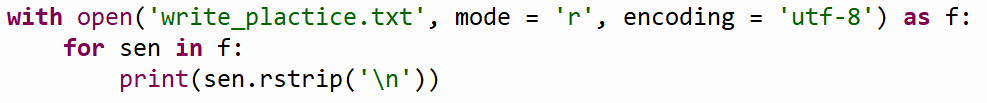 with open('write_plactice.txt', mode = 'r', encoding = 'utf-8') as f:
    for sen in f:
        print(sen.rstrip('\n'))